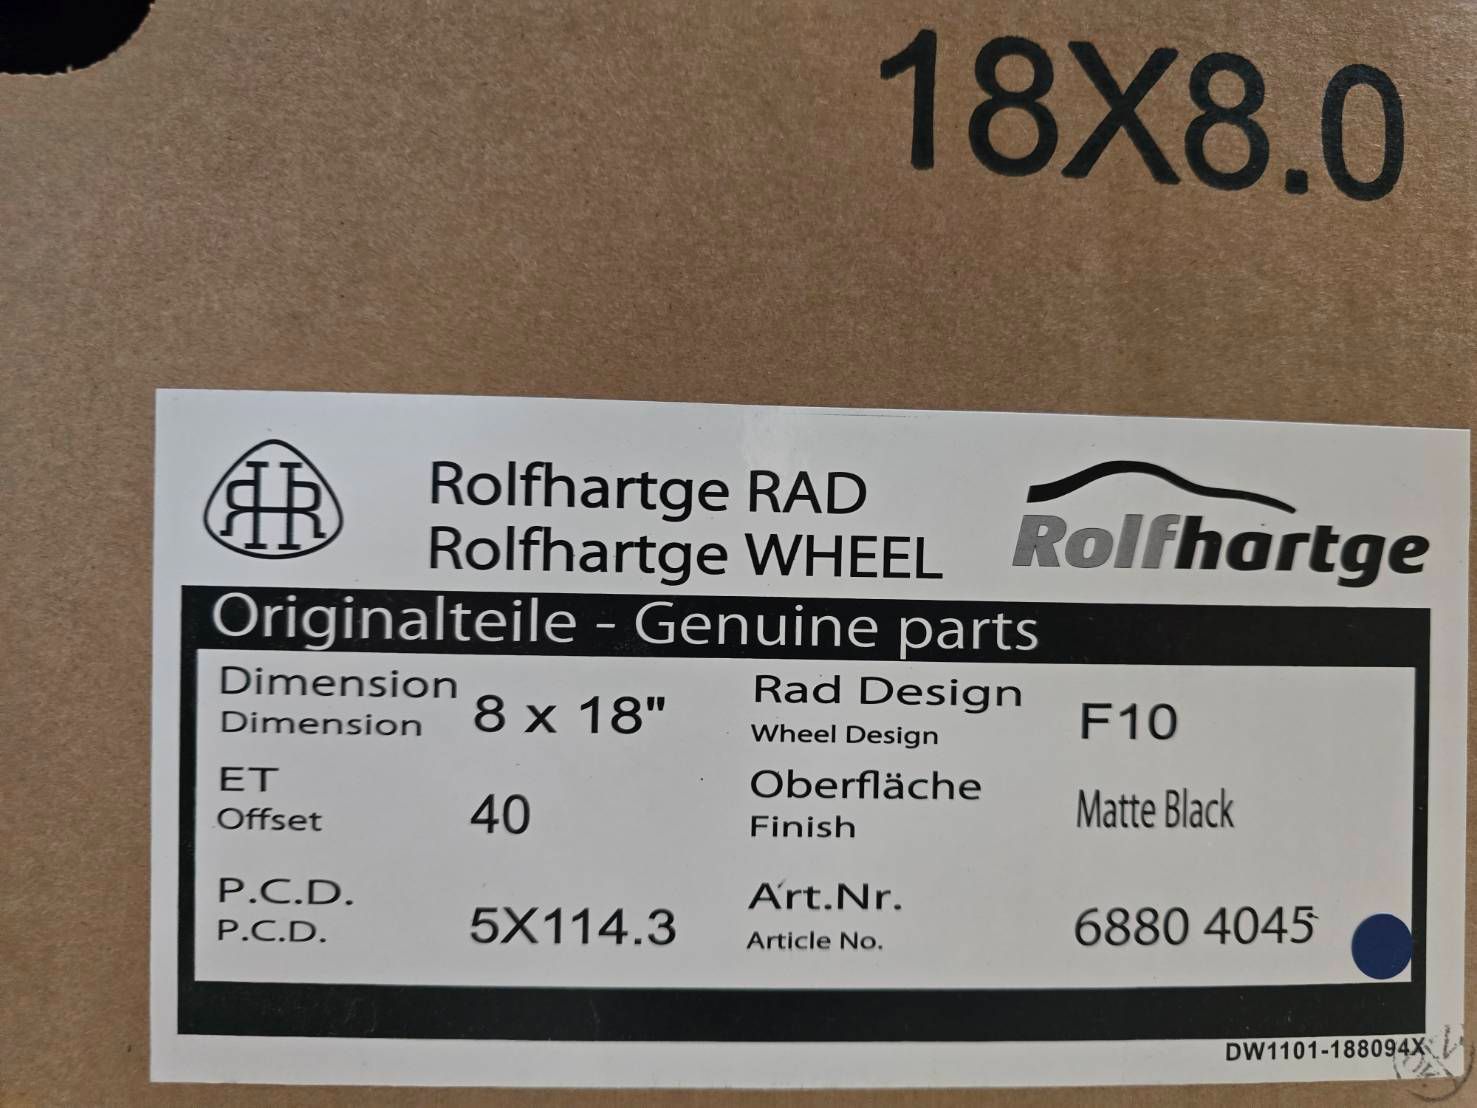 18X8.0
Rolfhartge RAD
Rolfhartge WHEEL
Rolfhartge
Originalteile - Genuine parts
Dimension
Dimension
8 x 18"
Rad Design
Wheel Design
F10
ET
Offset
40
Oberfläche
Finish
Matte Black
P.C.D.
P.C.D.
5X114.3
Art.Nr.
Article No.
6880 4045
DW1101-188094X